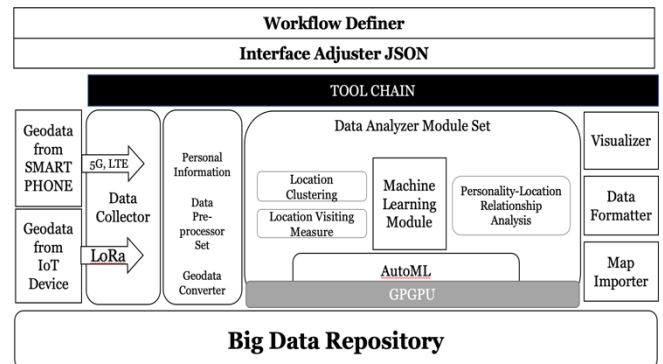 Workflow Definer
Interface Adjuster JSON
TOOL CHAIN
Geodata
from
SMART
PHONE
5G, LTE
Data
Collector
Geodata
from
IoT
Device
LoRa
Personal
Information
Data
Pre-
processor
Set
Geodata
Converter
Data Analyzer Module Set
Location
Clustering
Location Visiting
Measure
Machine
Learning
Module
Personality-Location
Relationship
Analysis
AutoML
GPGPU
Visualizer
Data
Formatter
Map
Importer
Big Data Repository